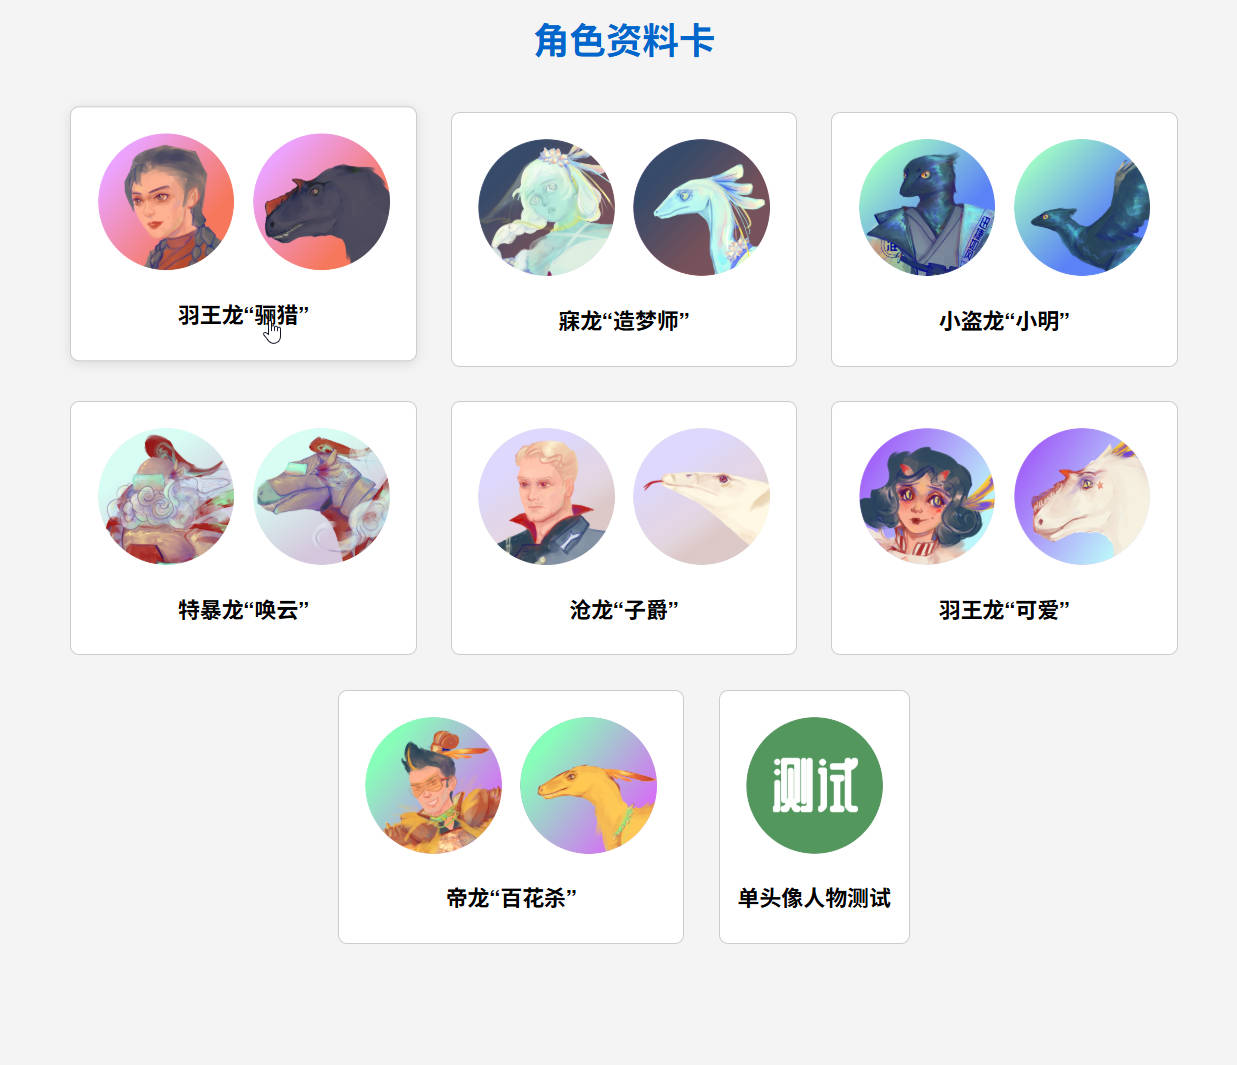 角色资料卡
羽王龙“骊猎”
寐龙“造梦师”
小盗龙“小明”
特暴龙“唤云”
沧龙“子爵”
羽王龙“可爱”
帝龙“百花杀”
测试
单头像人物测试